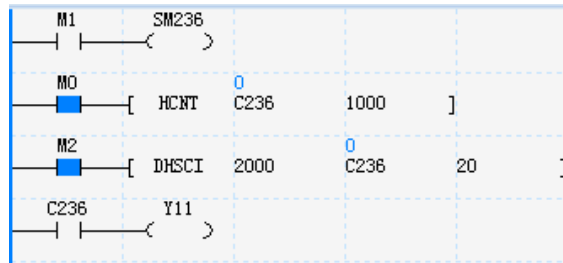 M1 SM236
( )
M0 0
[ HCNT C236 1000 ]
M2 0
[ DHSCI 2000 C236 20 ]
C236 Y11
( )